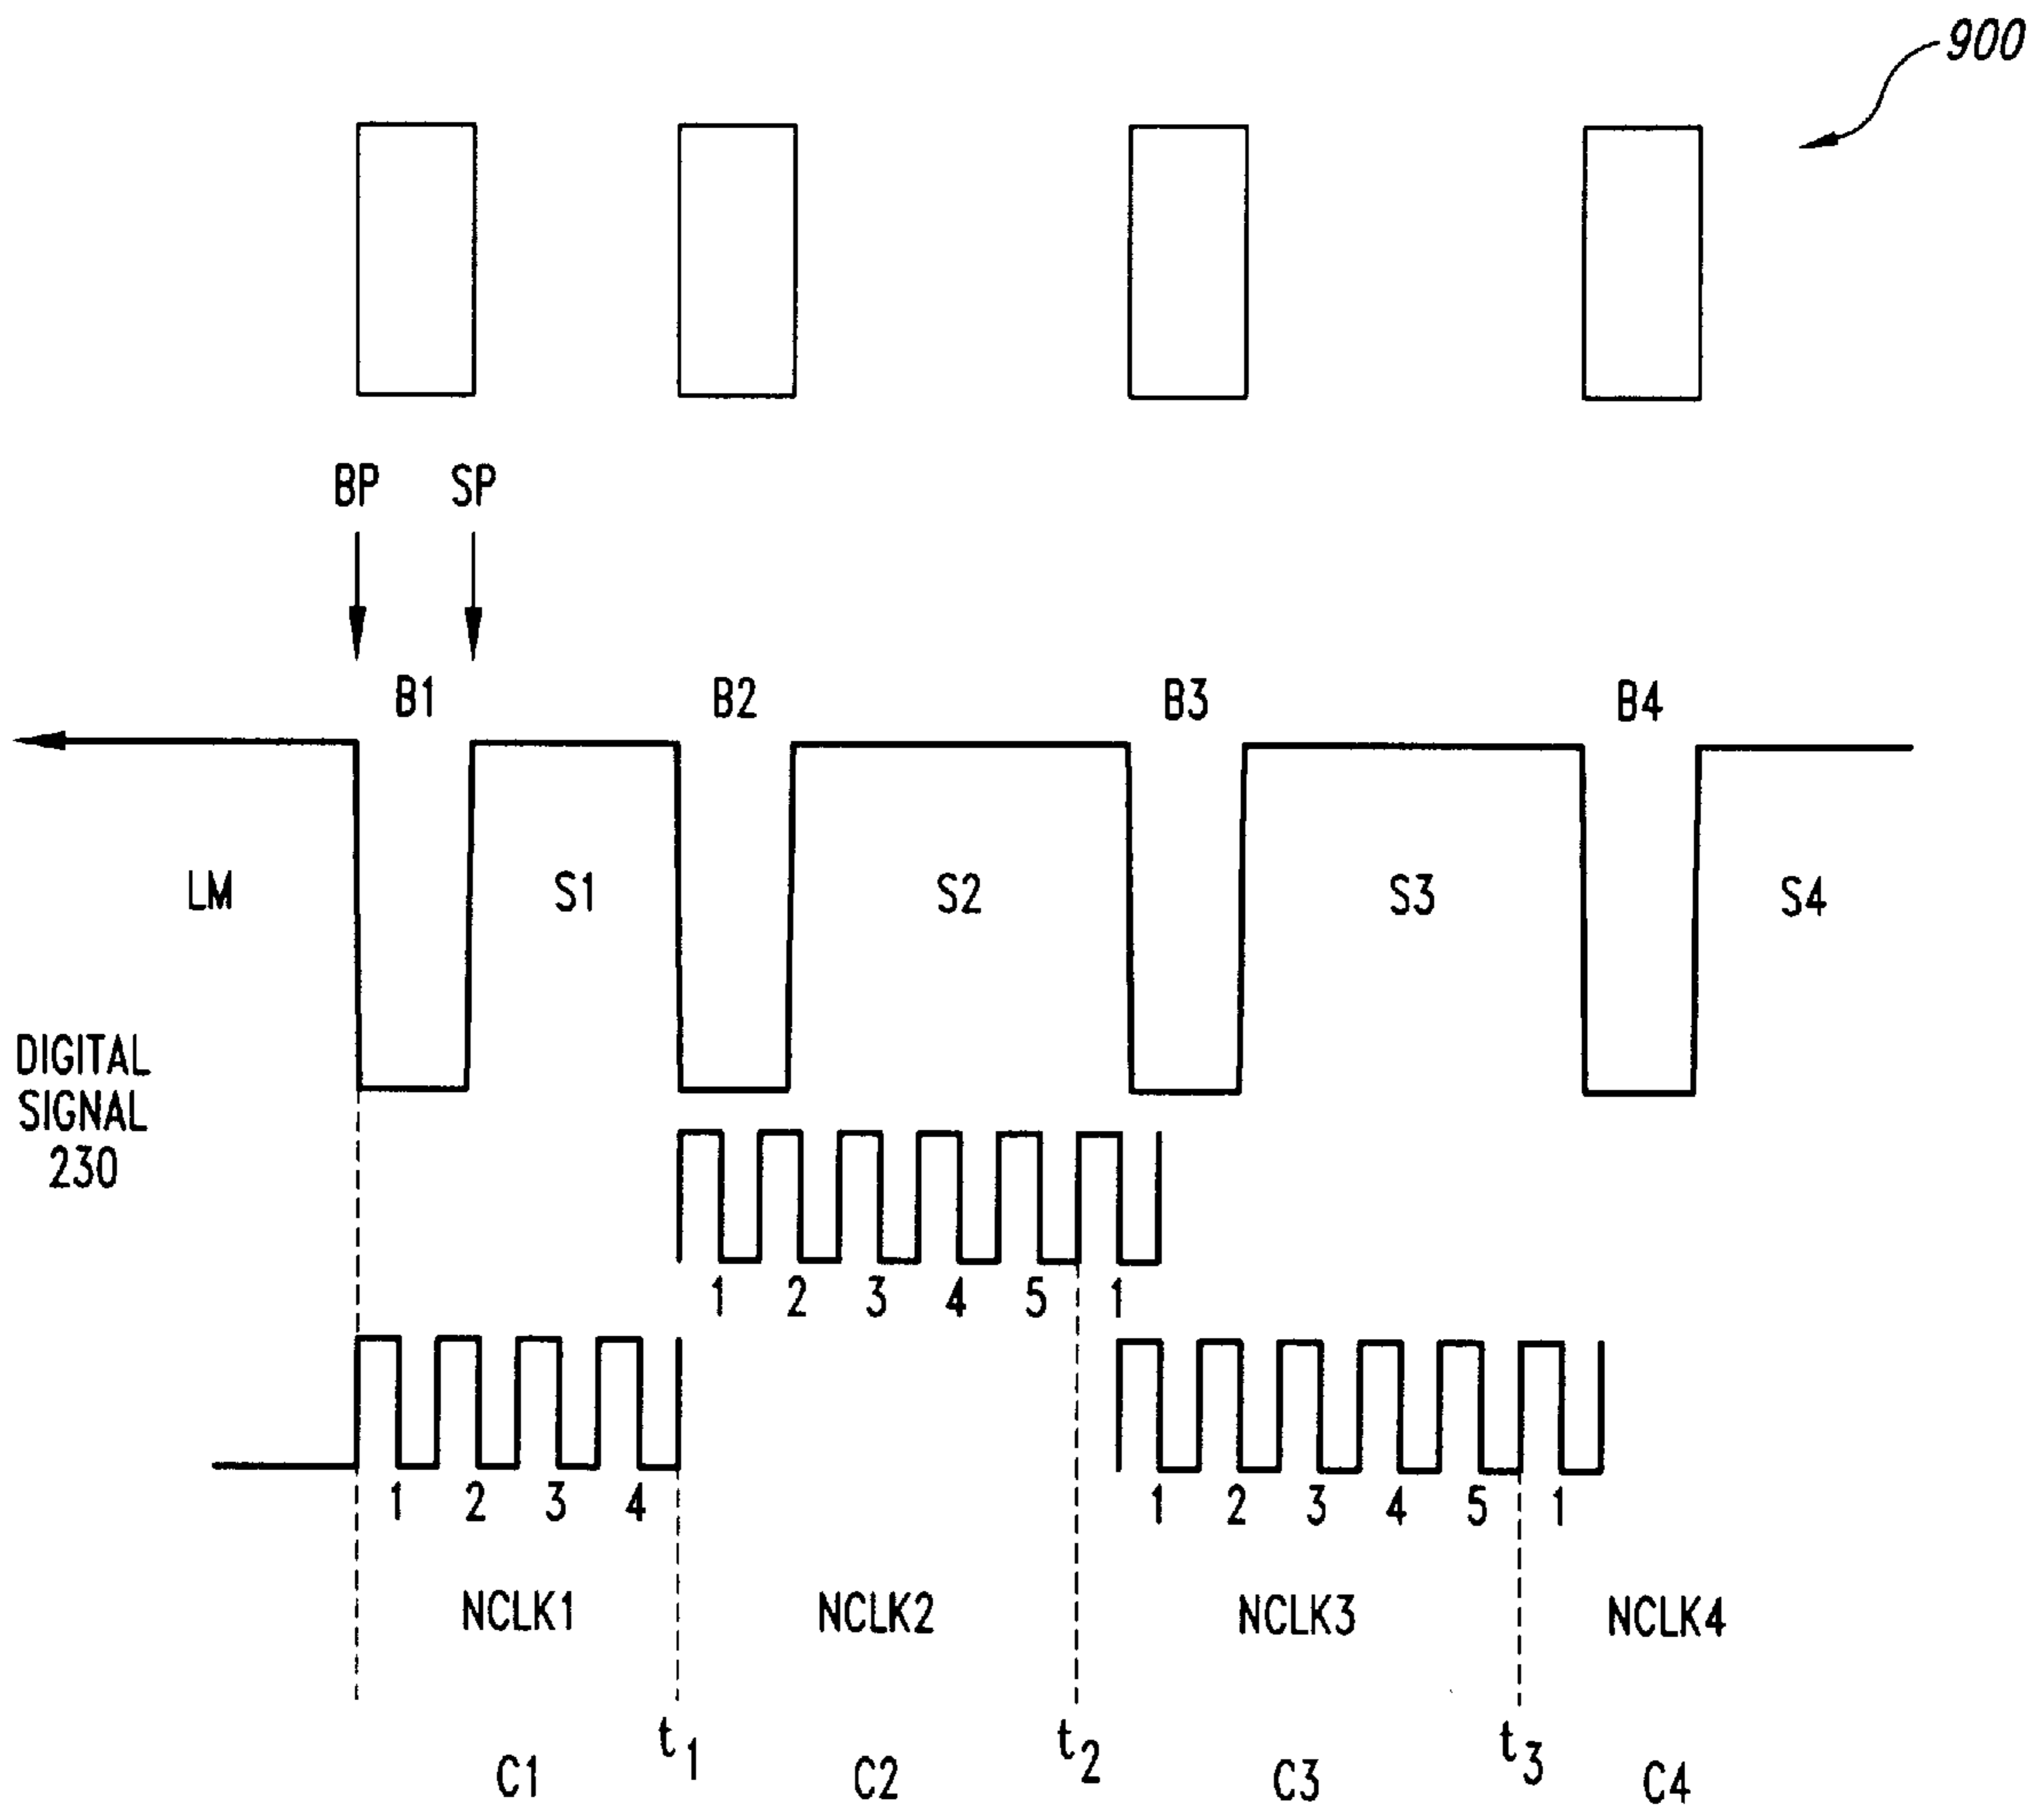 900
BP SP
B1 B2 B3 B4
LM S1 S2 S3 S4
DIGITAL
SIGNAL
230
1 2 3 4 5 1
1 2 3 4 1 2 3 4 5 1
NCLK1 NCLK2 NCLK3 NCLK4
t1 t2 t3
C1 C2 C3 C4